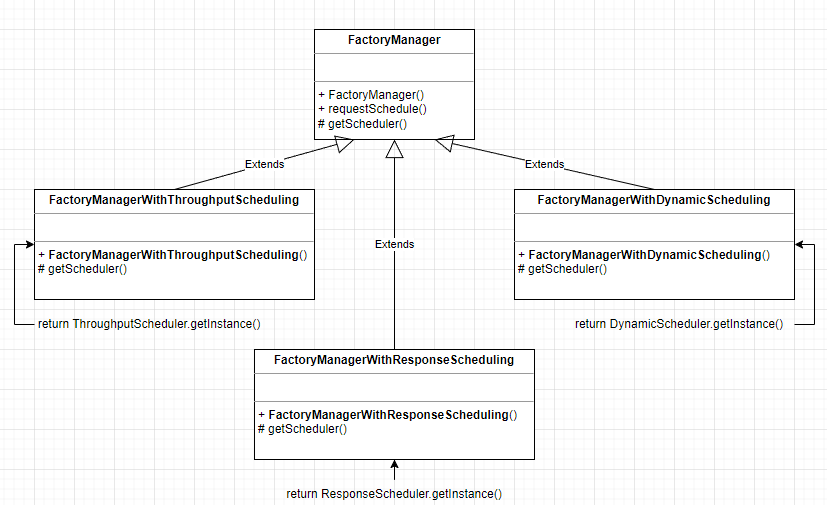 FactoryManager
+ FactoryManager()
+ requestSchedule()
# getScheduler()
Extends
Extends
FactoryManagerWithThroughputScheduling
+ FactoryManagerWithThroughputScheduling()
# getScheduler()
FactoryManagerWithDynamicScheduling
+ FactoryManagerWithDynamicScheduling()
# getScheduler()
Extends
return ThroughputScheduler.getInstance()
return DynamicScheduler.getInstance()
FactoryManagerWithResponseScheduling
+ FactoryManagerWithResponseScheduling()
# getScheduler()
return ResponseScheduler.getInstance()